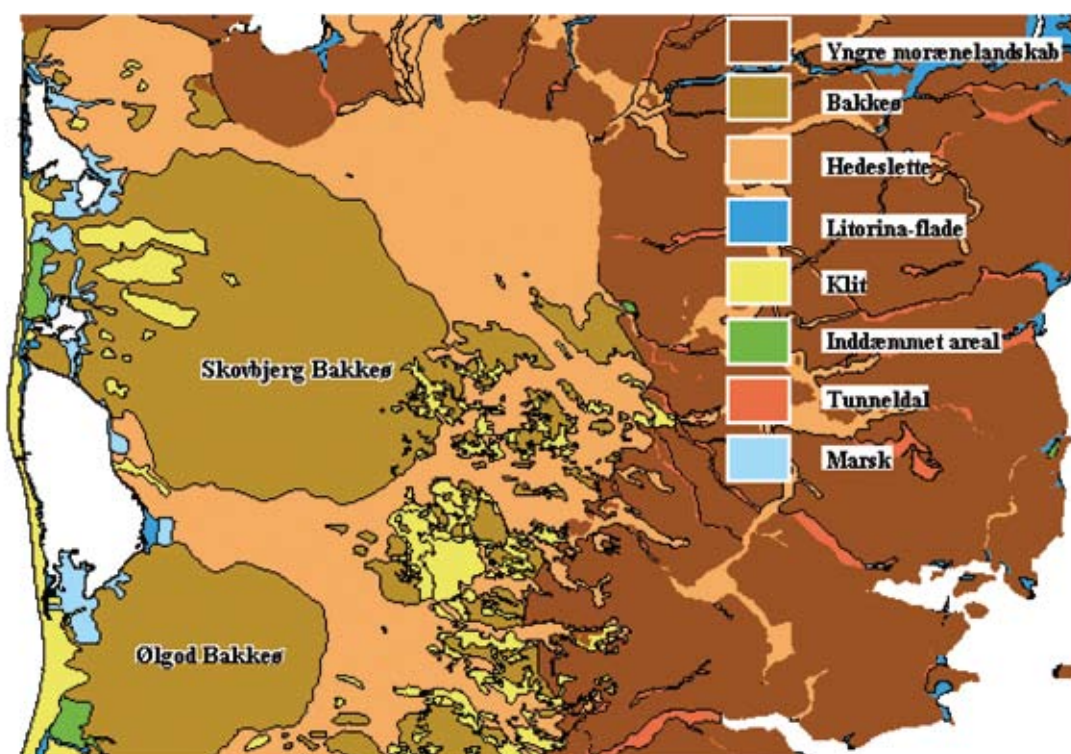 Yngre morænelandskab
Bakkeø
Hedeslette
Litorina-flade
Klit
Inddæmmet areal
Tunneldal
Marsk
Skovbjerg Bakkeø
Ølgod Bakkeø